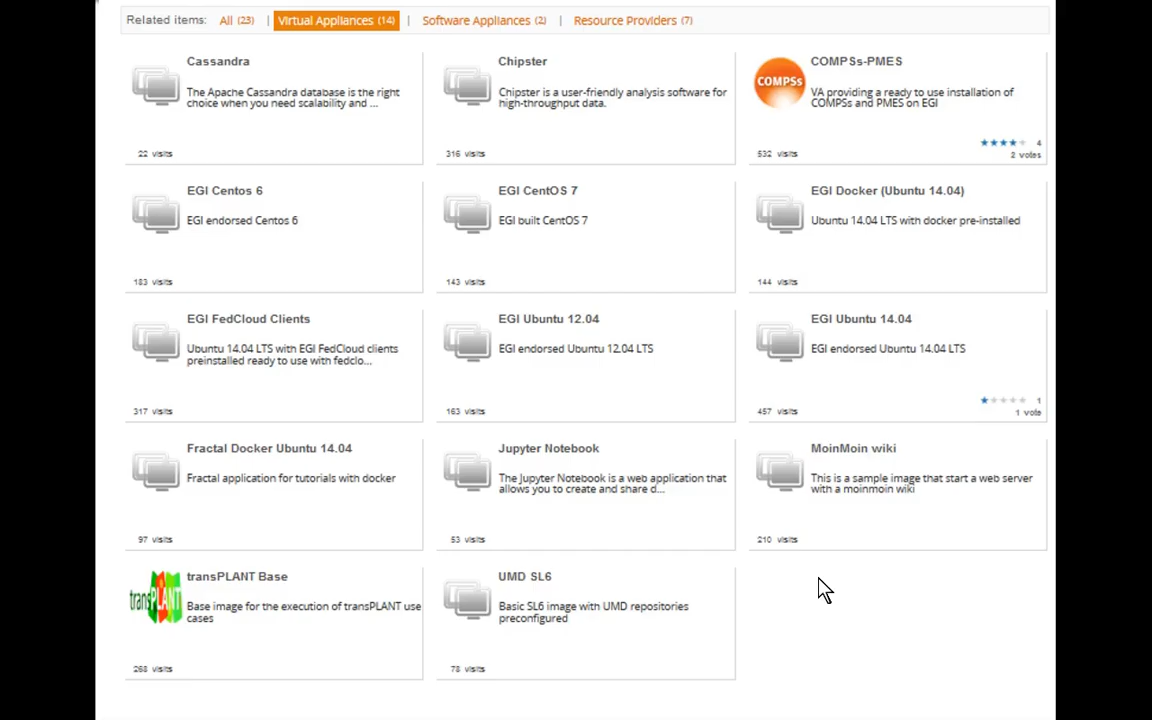 Related items: All (23) | Virtual Appliances (14) | Software Appliances (2) | Resource Providers (7)
Cassandra
The Apache Cassandra database is the right
choice when you need scalability and ...
22 visits
Chipster
Chipster is a user-friendly analysis software for
high-throughput data.
316 visits
COMPSs
COMPSs-PMES
VA providing a ready to use installation of
COMPSs and PMES on EGI
4
532 visits
2 votes
EGI Centos 6
EGI endorsed Centos 6
183 visits
EGI CentOS 7
EGI built CentOS 7
143 visits
EGI Docker (Ubuntu 14.04)
Ubuntu 14.04 LTS with docker pre-installed
144 visits
EGI FedCloud Clients
Ubuntu 14.04 LTS with EGI FedCloud clients
preinstalled ready to use with fedclo...
317 visits
EGI Ubuntu 12.04
EGI endorsed Ubuntu 12.04 LTS
163 visits
EGI Ubuntu 14.04
EGI endorsed Ubuntu 14.04 LTS
1
457 visits
1 vote
Fractal Docker Ubuntu 14.04
Fractal application for tutorials with docker
97 visits
Jupyter Notebook
The Jupyter Notebook is a web application that
allows you to create and share d...
53 visits
MoinMoin wiki
This is a sample image that start a web server
with a moinmoin wiki
210 visits
transPLANT
transPLANT Base
Base image for the execution of transPLANT use
cases
268 visits
UMD SL6
Basic SL6 image with UMD repositories
preconfigured
78 visits